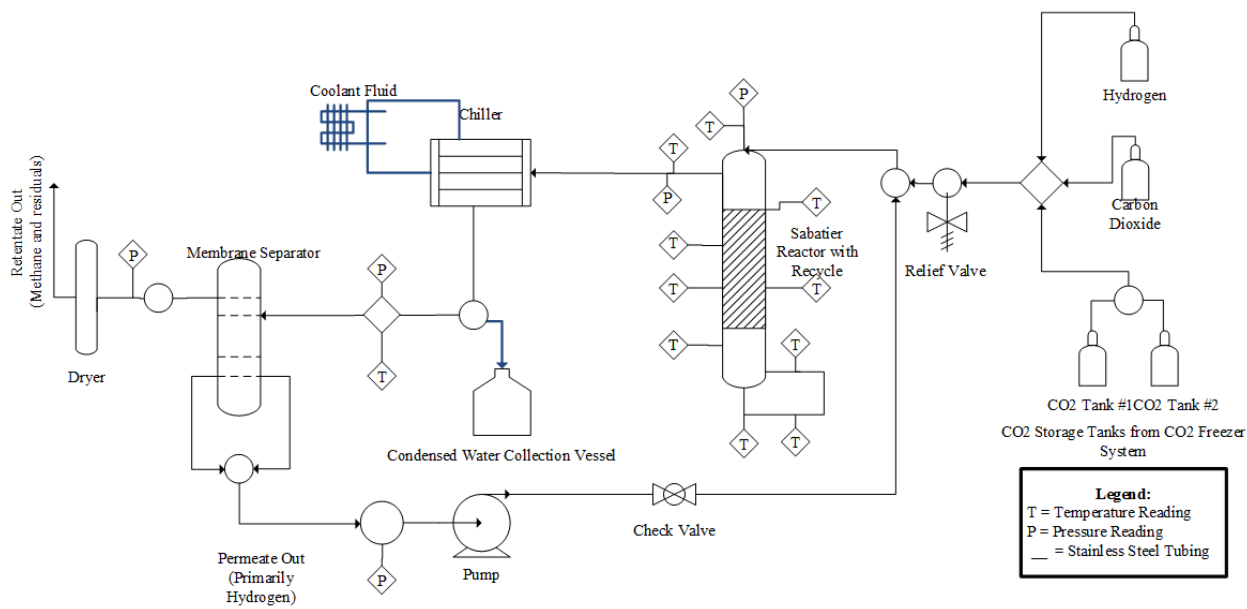 Coolant Fluid
Chiller
P
T
T
P
Hydrogen
Carbon
Dioxide
T
Sabatier
Reactor with
Recycle
T
T
T
T
T
T
T
Relief Valve
Retentate Out
(Methane and residuals)
P
Membrane Separator
P
T
Dryer
Condensed Water Collection Vessel
CO2 Tank #1CO2 Tank #2
CO2 Storage Tanks from CO2 Freezer
System
Check Valve
Pump
P
Permeate Out
(Primarily
Hydrogen)
Legend:
T = Temperature Reading
P = Pressure Reading
__ = Stainless Steel Tubing